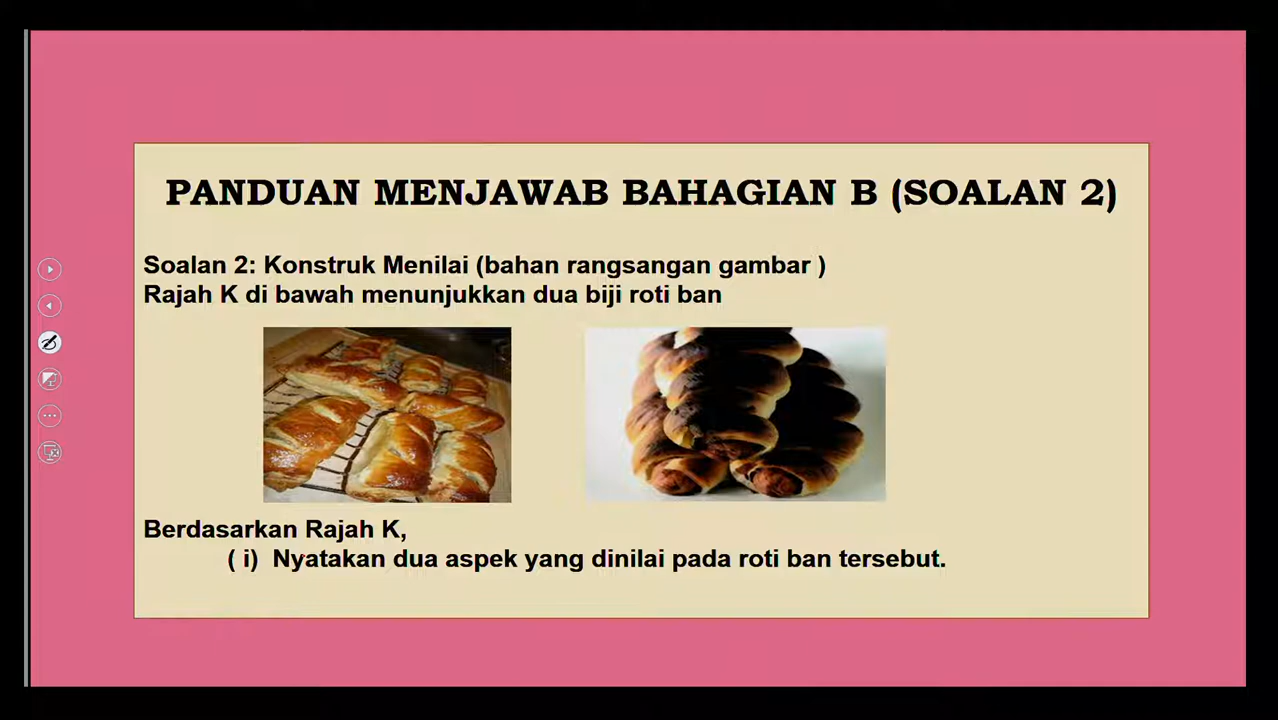 PANDUAN MENJAWAB BAHAGIAN B (SOALAN 2)
Soalan 2: Konstruk Menilai (bahan rangsangan gambar )
Rajah K di bawah menunjukkan dua biji roti ban
Berdasarkan Rajah K,
( i) Nyatakan dua aspek yang dinilai pada roti ban tersebut.